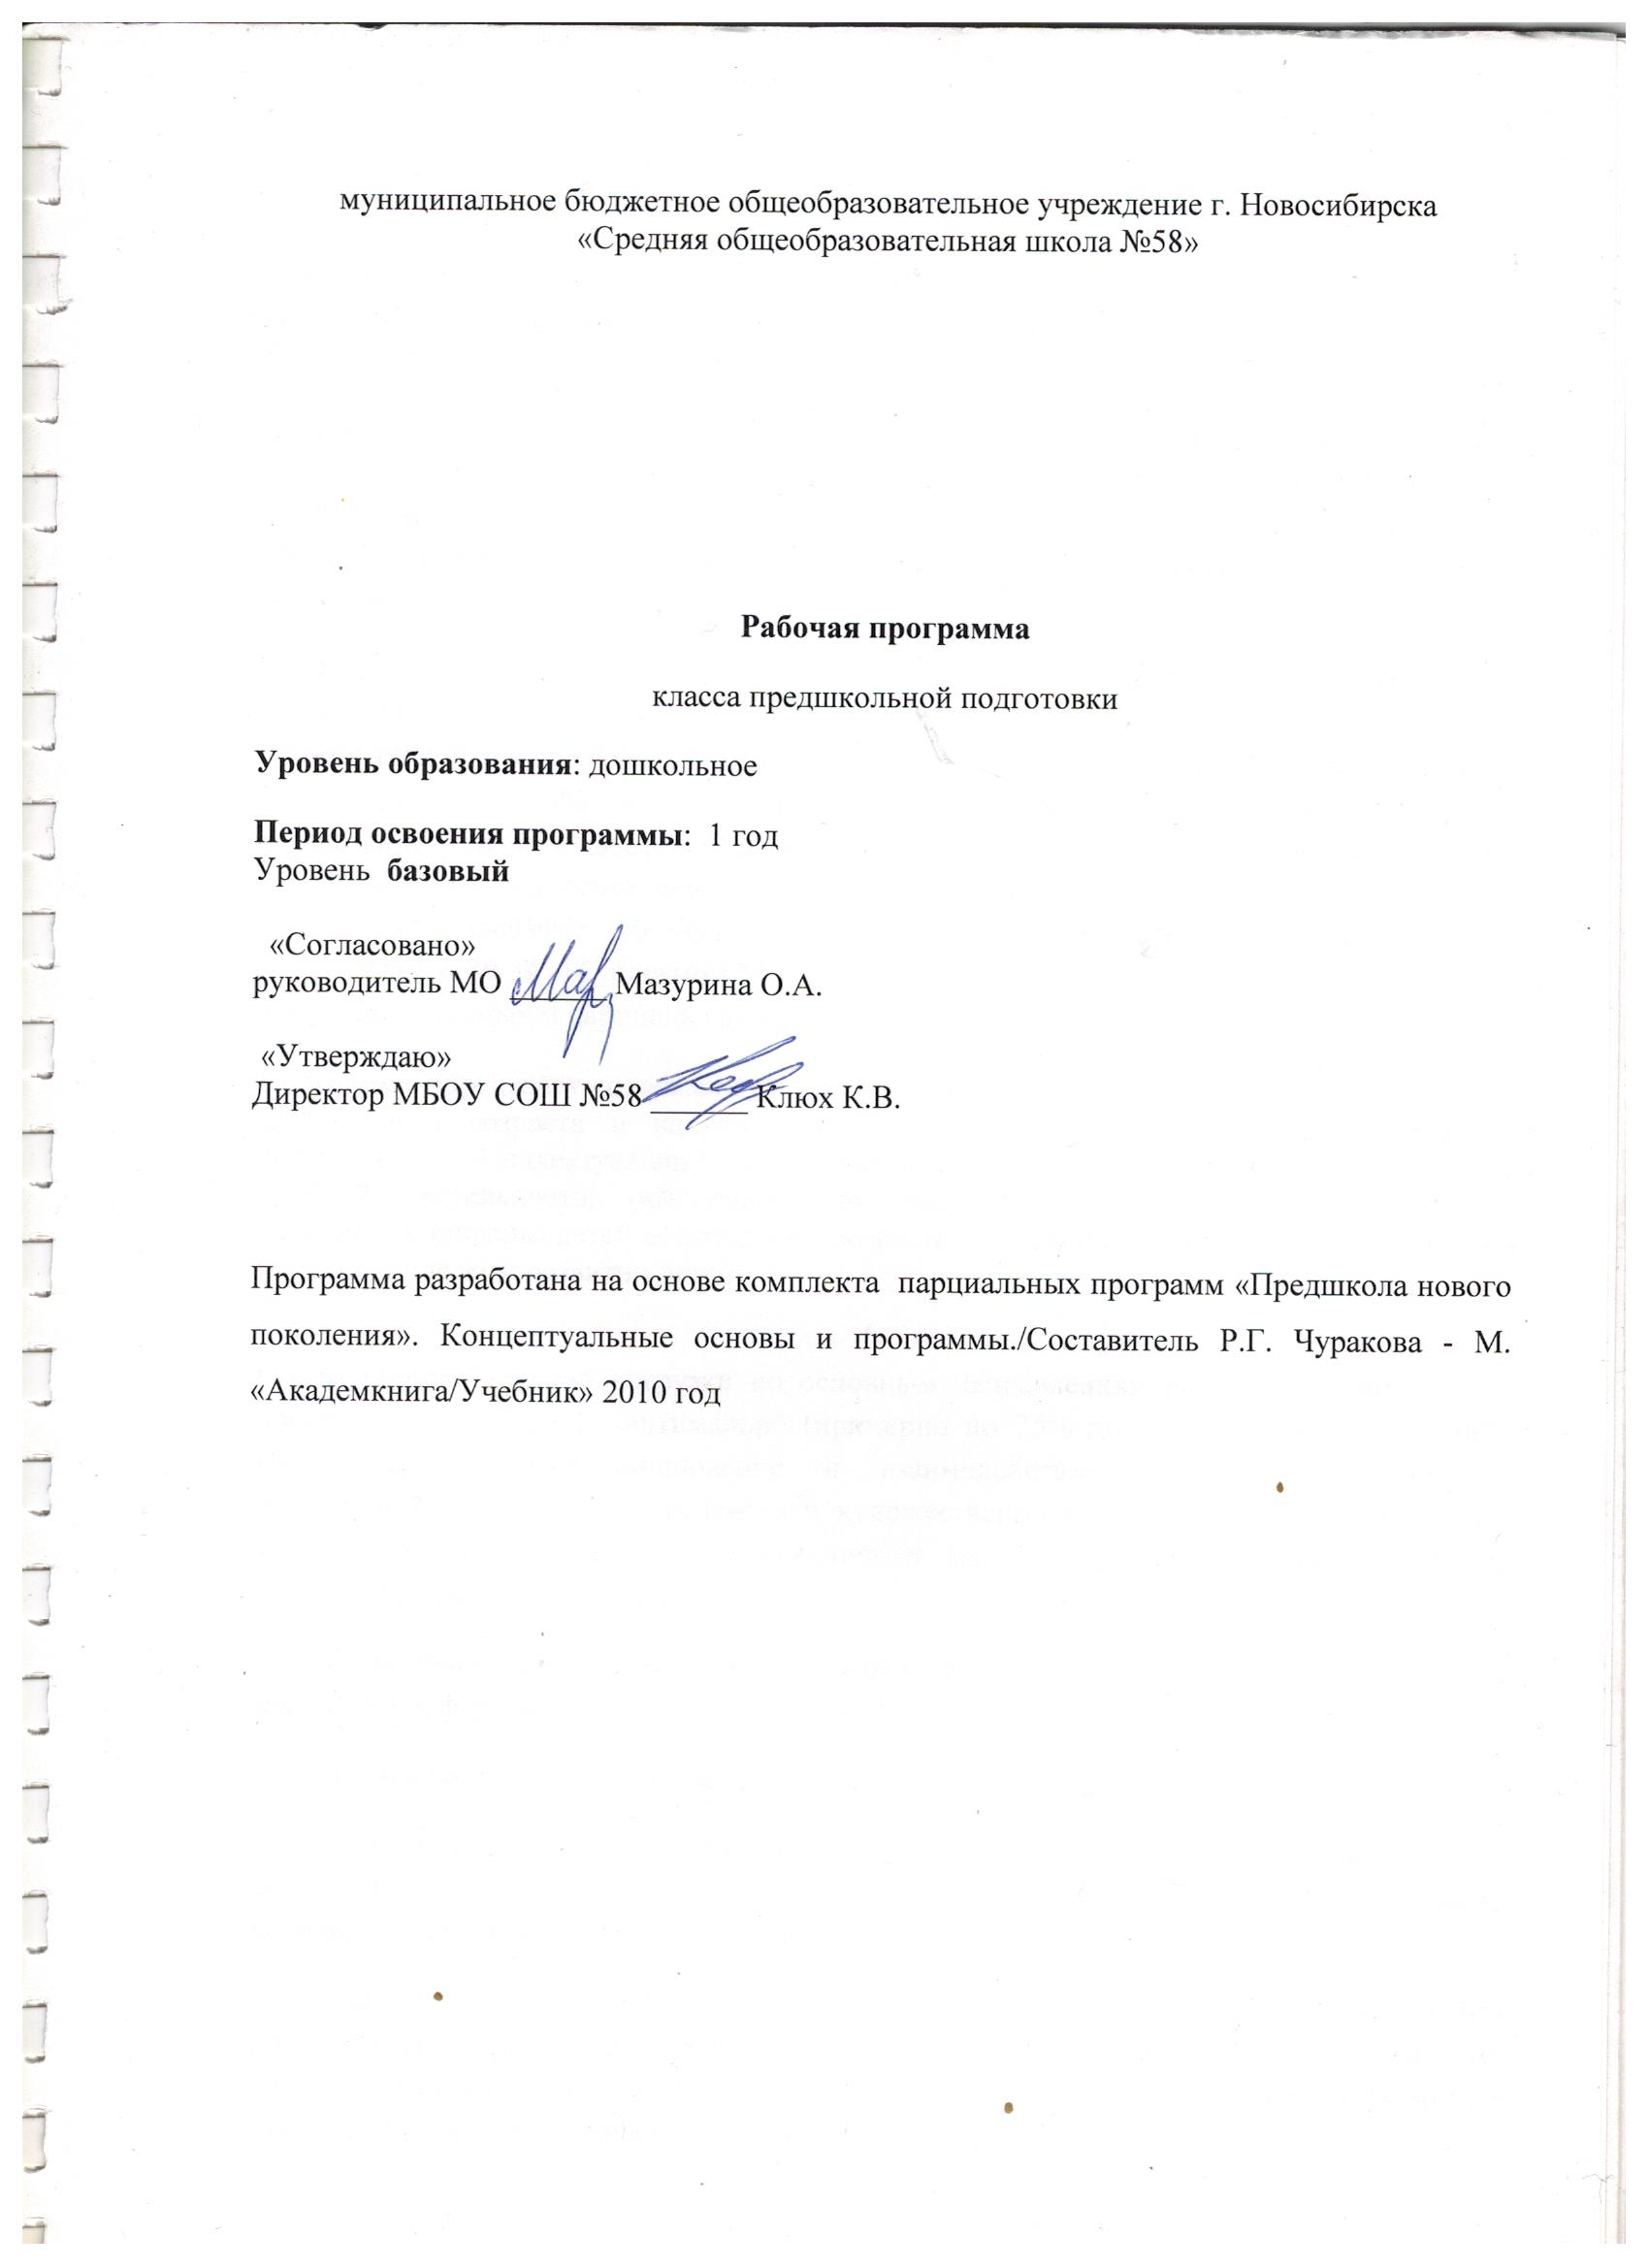 муниципальное бюджетное общеобразовательное учреждение г. Новосибирска
«Средняя общеобразовательная школа №58»
Рабочая программа
класса предшкольной подготовки
Уровень образования: дошкольное
Период освоения программы: 1 год
Уровень базовый
«Согласовано»
руководитель МО ______ Мазурина О.А.
«Утверждаю»
Директор МБОУ СОШ №58 ______ Клюх К.В.
Программа разработана на основе комплекта парциальных программ «Предшкола нового
поколения». Концептуальные основы и программы./Составитель Р.Г. Чуракова - М.
«Академкнига/Учебник» 2010 год